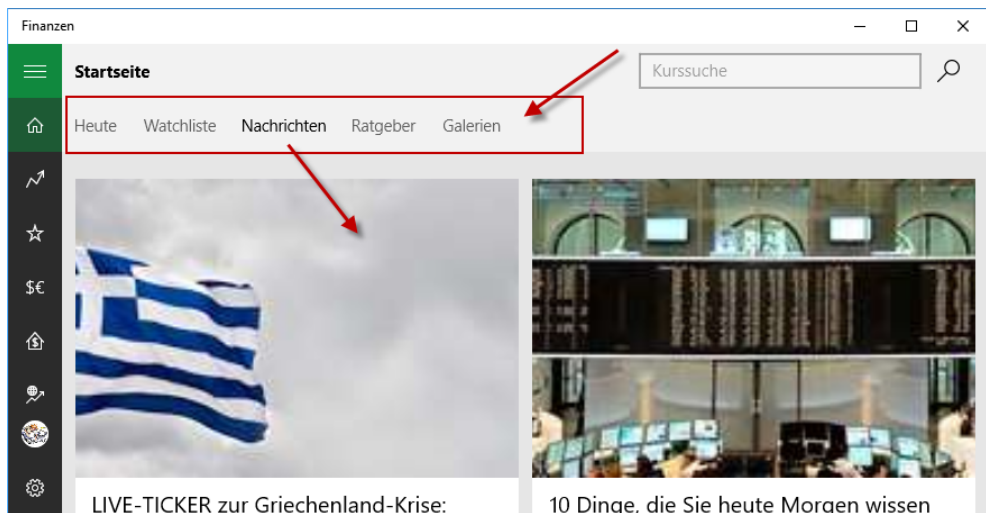 Finanzen
Startseite
Kurssuche
Heute Watchliste Nachrichten Ratgeber Galerien
$€
LIVE-TICKER zur Griechenland-Krise:
10 Dinge, die Sie heute Morgen wissen